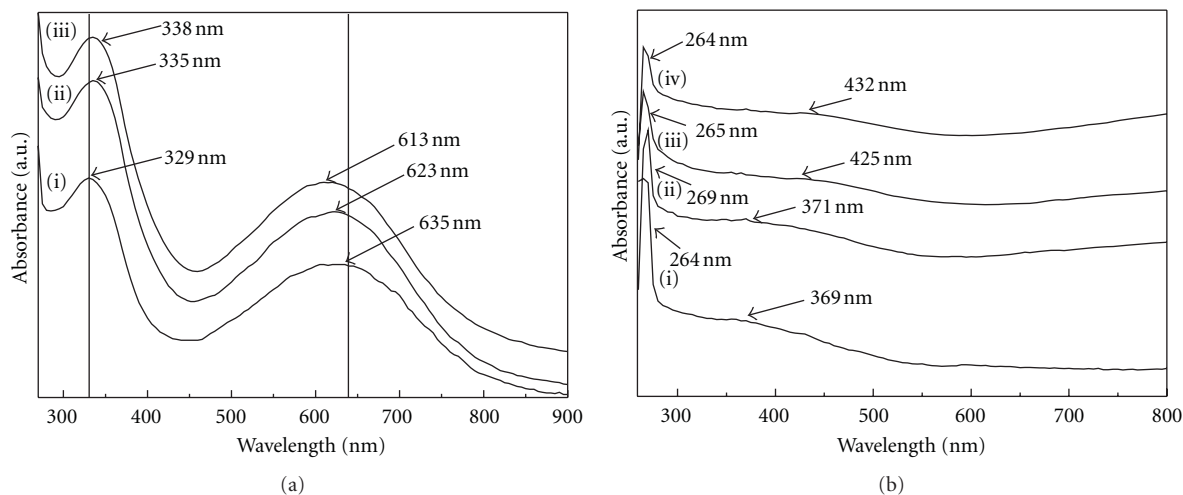 (iii)
338 nm
335 nm
(ii)
(i)
329 nm
613 nm
623 nm
635 nm
Absorbance (a.u.)
300 400 500 600 700 800 900
Wavelength (nm)
(a)
264 nm
(iv)
432 nm
265 nm
(iii)
425 nm
(ii)
269 nm
371 nm
264 nm
(i)
369 nm
Absorbance (a.u.)
300 400 500 600 700 800
Wavelength (nm)
(b)